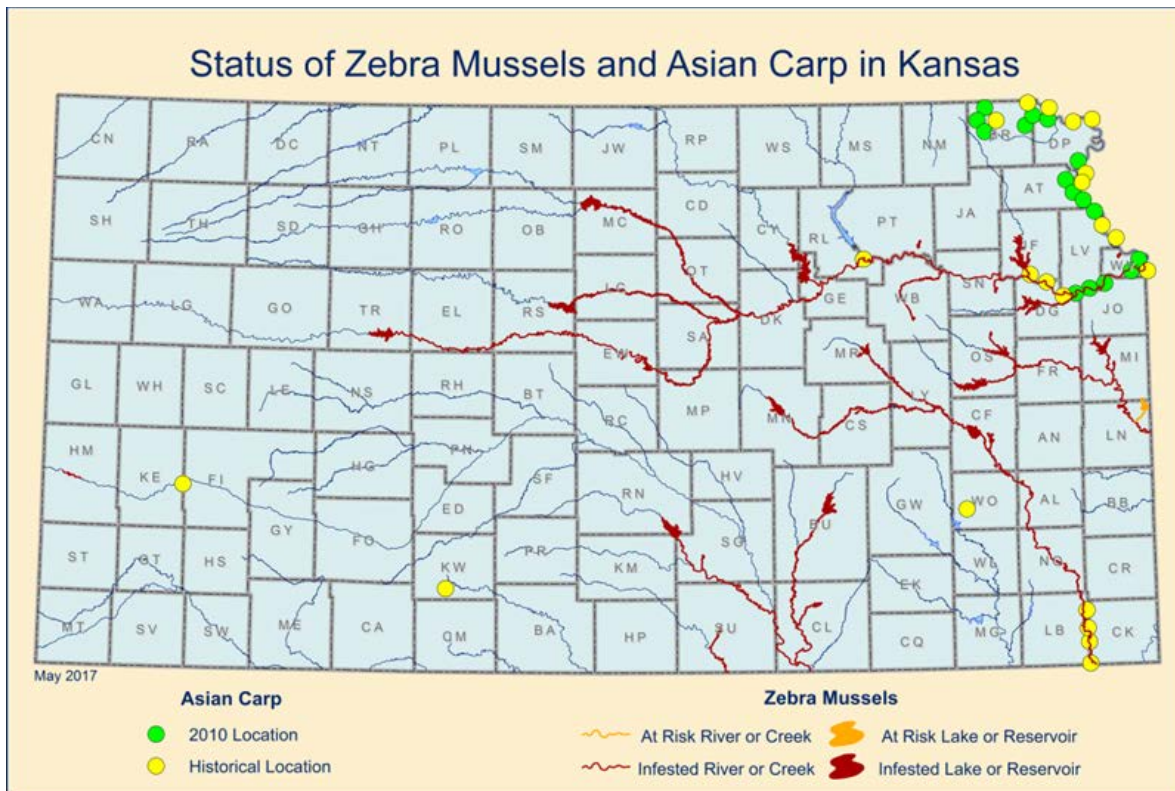 Status of Zebra Mussels and Asian Carp in Kansas
CN
RA
DC
NT
PL
SM
JW
RP
WS
MS
NM
BR
DP
SH
TH
SD
GH
RO
OB
MC
CD
CY
RL
PT
JA
AT
JF
LV
WA
LG
GO
TR
EL
RS
LC
OT
DK
GE
WB
SN
DG
JO
GL
WH
SC
LE
NS
RH
BT
EW
SA
MR
OS
FR
MI
RC
MP
MN
CS
LY
CF
AN
LN
HM
KE
FI
HG
PN
SF
RN
HV
BU
GW
WO
AL
BB
GY
FO
ED
SG
ST
GT
HS
KW
PR
KM
EK
WL
NO
CR
MT
SV
SW
ME
CA
CM
BA
HP
SU
CL
CQ
MG
LB
CK
May 2017
Asian Carp
2010 Location
Historical Location
Zebra Mussels
At Risk River or Creek
At Risk Lake or Reservoir
Infested River or Creek
Infested Lake or Reservoir